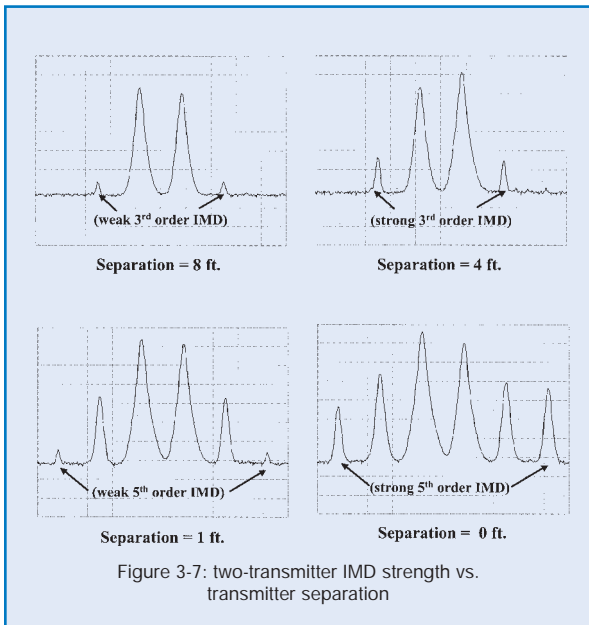 (weak 3rd order IMD)
Separation = 8 ft.
(strong 3rd order IMD)
Separation = 4 ft.
(weak 5th order IMD)
Separation = 1 ft.
(strong 5th order IMD)
Separation = 0 ft.
Figure 3-7: two-transmitter IMD strength vs.
transmitter separation